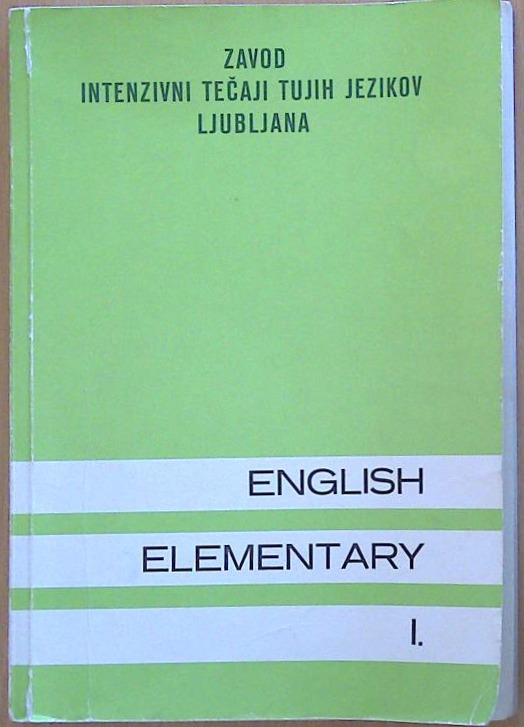 ZAVOD
INTENZIVNI TEČAJI TUJIH JEZIKOV
LJUBLJANA
ENGLISH
ELEMENTARY
I.